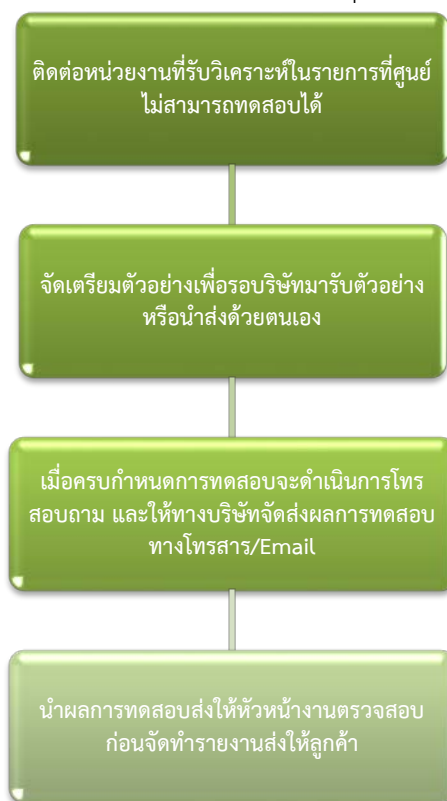 ติดต่อหน่วยงานที่รับวิเคราะห์ในรายการที่ศูนย์
ไม่สามารถทดสอบได้
จัดเตรียมตัวอย่างเพื่อรอบริษัทมารับตัวอย่าง
หรือนำส่งด้วยตนเอง
เมื่อครบกำหนดการทดสอบจะดำเนินการโทร
สอบถาม และให้ทางบริษัทจัดส่งผลการทดสอบ
ทางโทรสาร/Email
นำผลการทดสอบส่งให้หัวหน้างานตรวจสอบ
ก่อนจัดทำรายงานส่งให้ลูกค้า